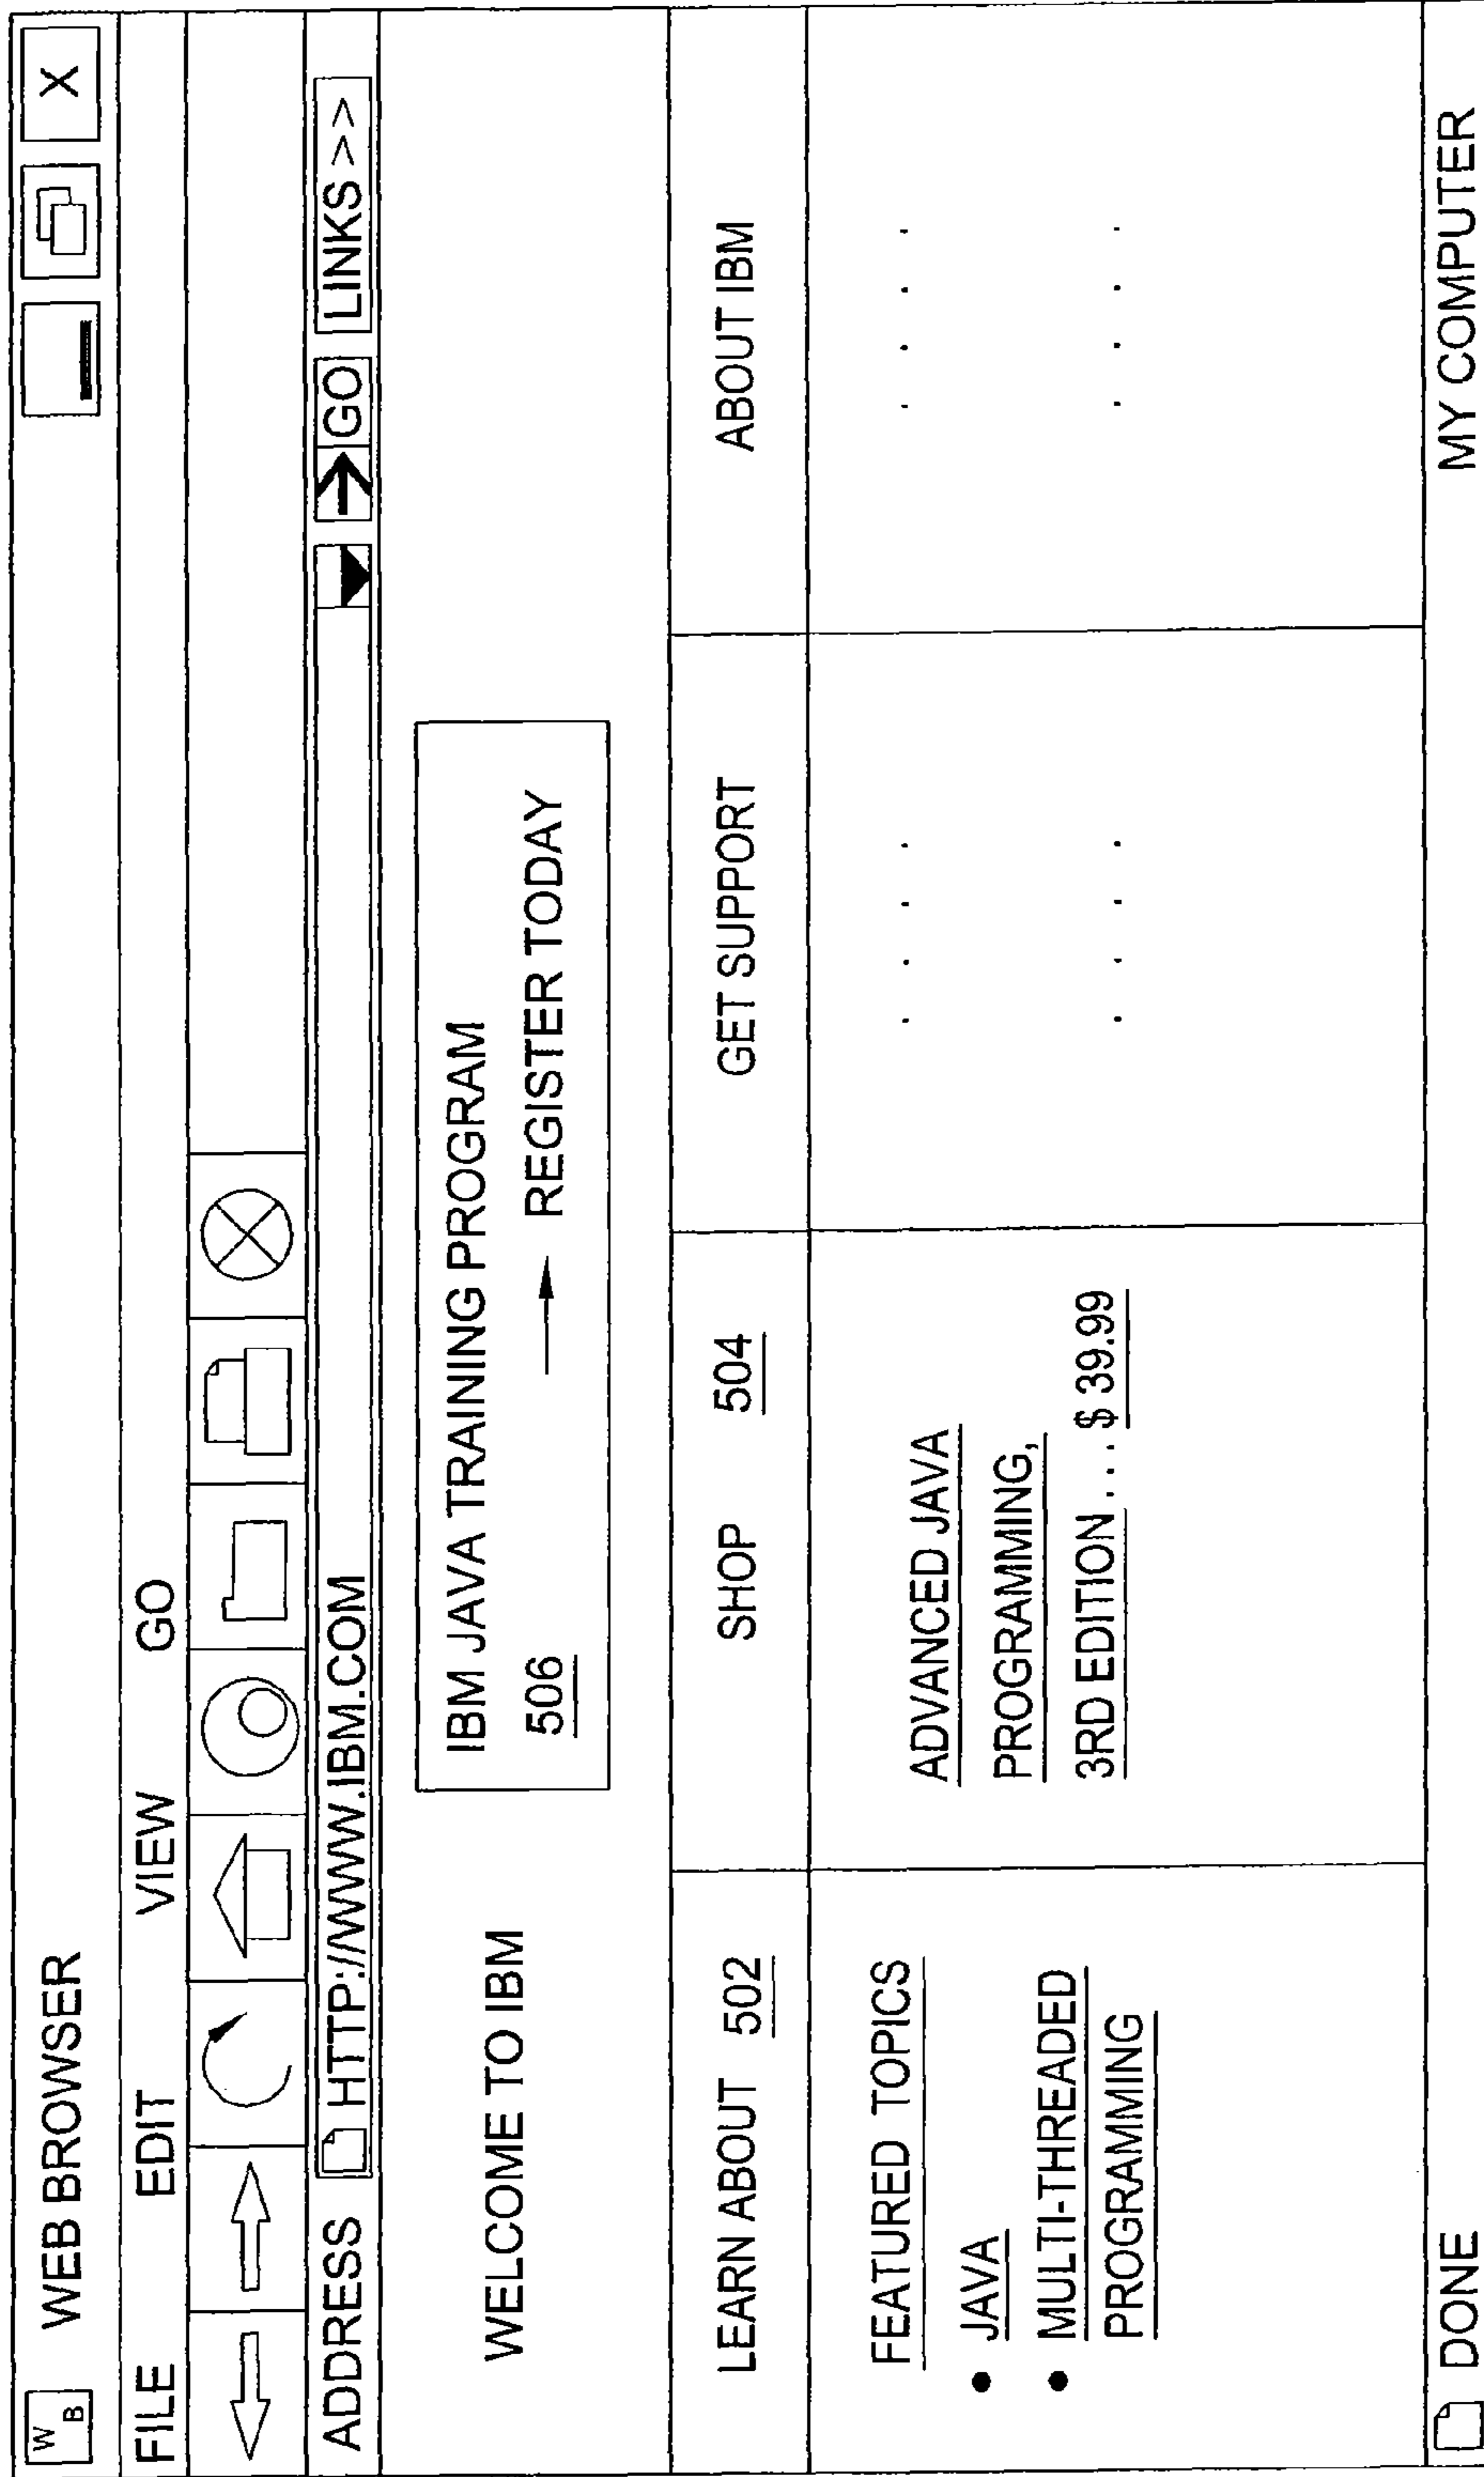 W B WEB BROWSER X
FILE EDIT VIEW GO
ADDRESS HTTP://WWW.IBM.COM GO LINKS >>
WELCOME TO IBM
IBM JAVA TRAINING PROGRAM
506 → REGISTER TODAY
LEARN ABOUT 502
SHOP 504
GET SUPPORT
ABOUT IBM
FEATURED TOPICS
• JAVA
• MULTI-THREADED
PROGRAMMING
ADVANCED JAVA
PROGRAMMING,
3RD EDITION . . . $ 39.99
. . . .
. . . .
. . . .
. . . .
DONE
MY COMPUTER